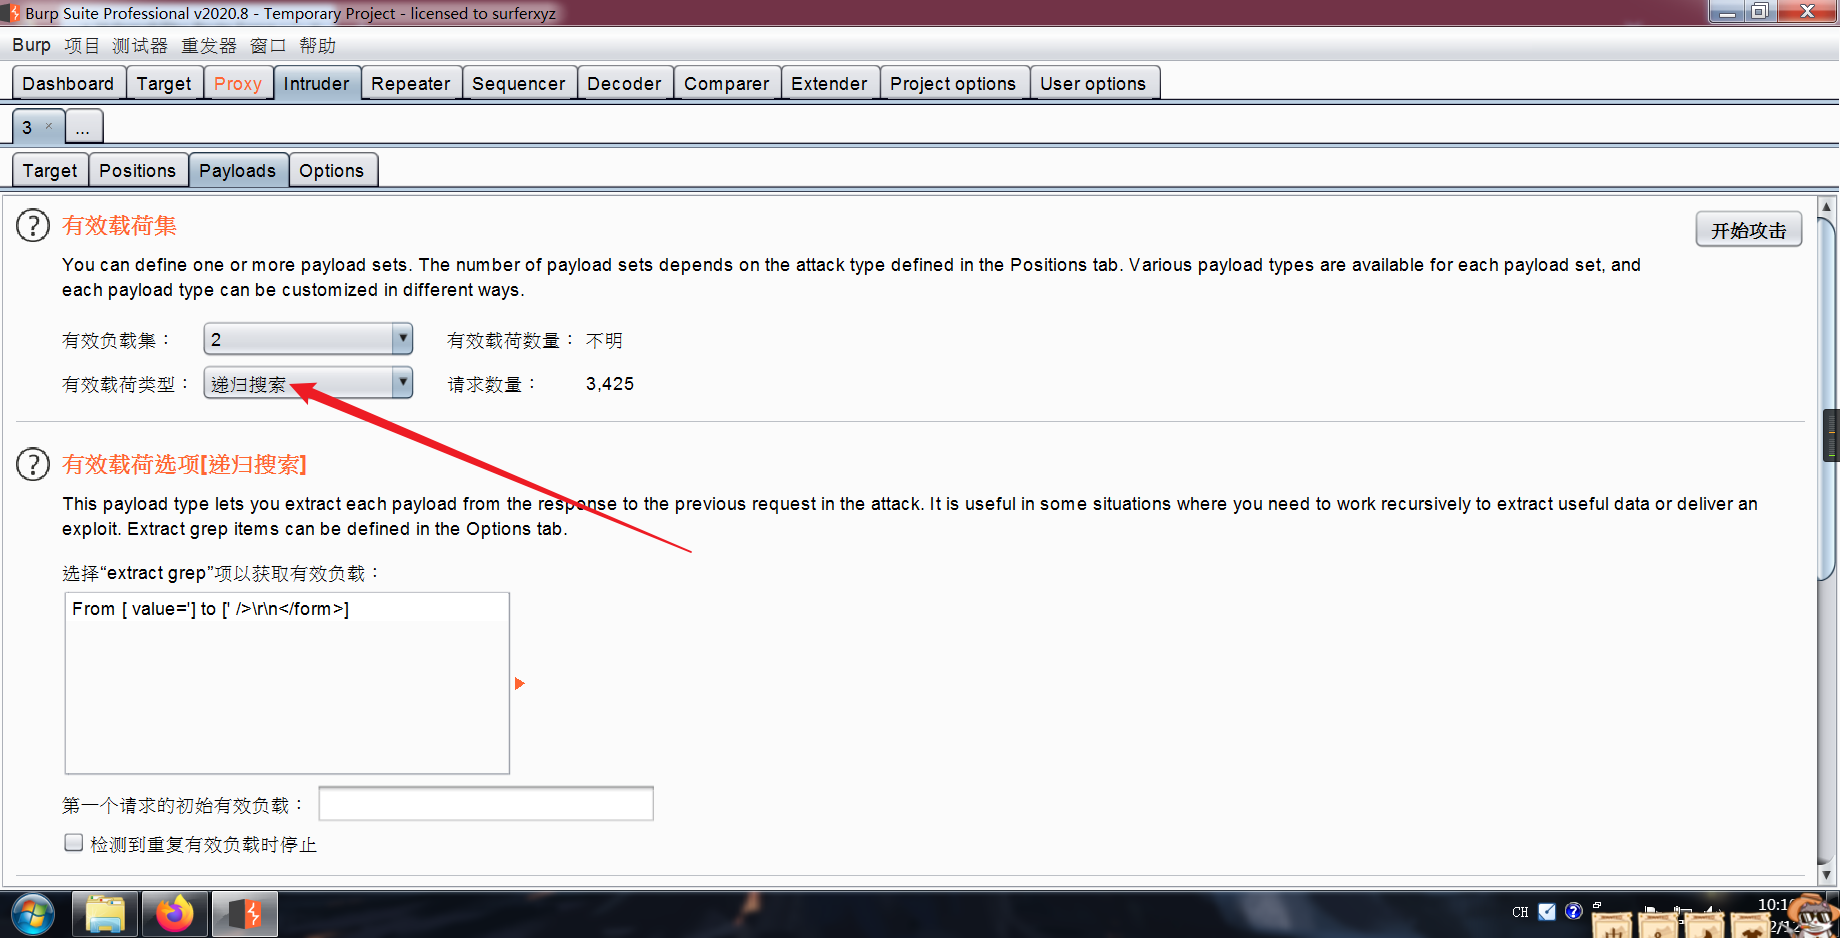 Burp Suite Professional v2020.8 - Temporary Project - licensed to surferxyz
Burp 项目 测试器 重发器 窗口 帮助
Dashboard Target Proxy Intruder Repeater Sequencer Decoder Comparer Extender Project options User options
3 × ...
Target Positions Payloads Options
? 有效载荷集
开始攻击
You can define one or more payload sets. The number of payload sets depends on the attack type defined in the Positions tab. Various payload types are available for each payload set, and
each payload type can be customized in different ways.
有效负载集： 2 有效载荷数量： 不明
有效载荷类型： 递归搜索 请求数量： 3,425
? 有效载荷选项[递归搜索]
This payload type lets you extract each payload from the response to the previous request in the attack. It is useful in some situations where you need to work recursively to extract useful data or deliver an
exploit. Extract grep items can be defined in the Options tab.
选择“extract grep”项以获取有效负载：
From [ value='] to [' />\r\n</form>]
第一个请求的初始有效负载：
检测到重复有效负载时停止
CH ?